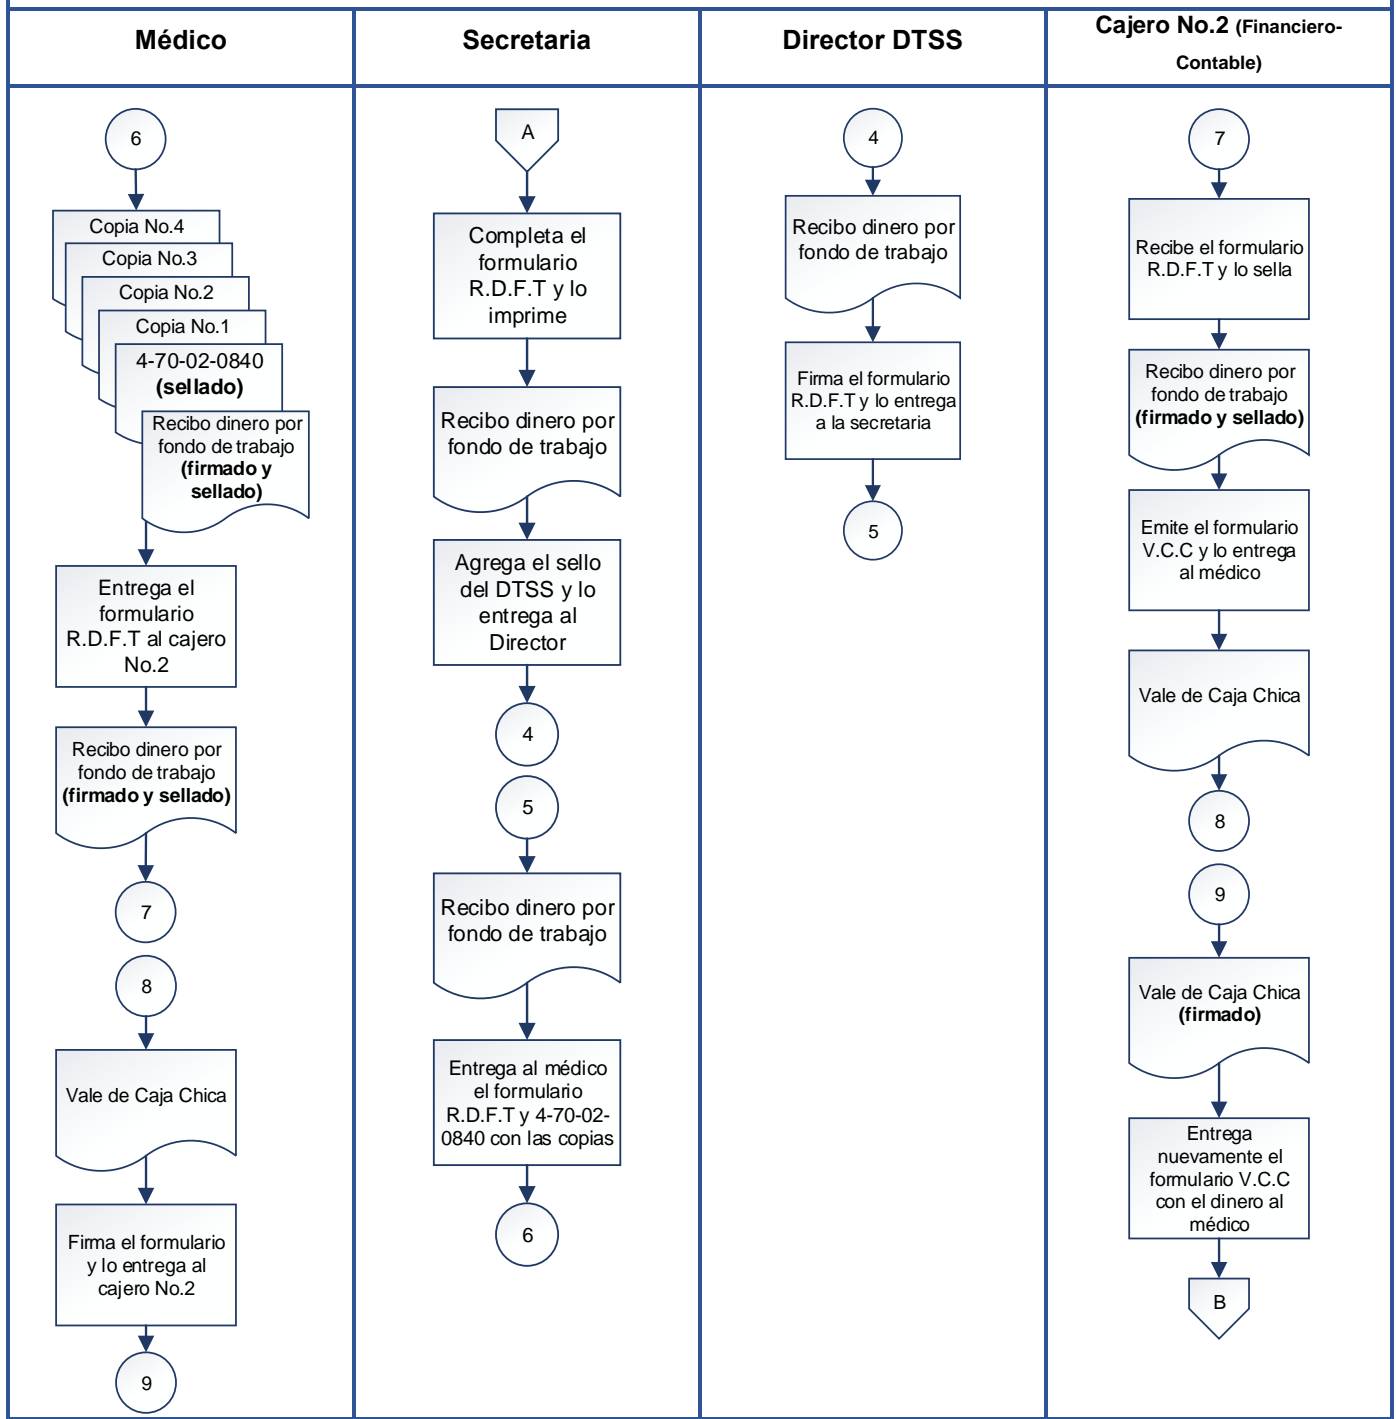 Médico
Secretaria
Director DTSS
Cajero No.2 (Financiero-
Contable)
6
Copia No.4
Copia No.3
Copia No.2
Copia No.1
4-70-02-0840
(sellado)
Recibo dinero por
fondo de trabajo
(firmado y
sellado)
Entrega el
formulario
R.D.F.T al cajero
No.2
Recibo dinero por
fondo de trabajo
(firmado y sellado)
7
8
Vale de Caja Chica
Firma el formulario
y lo entrega al
cajero No.2
9
A
Completa el
formulario
R.D.F.T y lo
imprime
Recibo dinero por
fondo de trabajo
Agrega el sello
del DTSS y lo
entrega al
Director
4
5
Recibo dinero por
fondo de trabajo
Entrega al médico
el formulario
R.D.F.T y 4-70-02-
0840 con las copias
6
4
Recibo dinero por
fondo de trabajo
Firma el formulario
R.D.F.T y lo entrega
a la secretaria
5
7
Recibe el formulario
R.D.F.T y lo sella
Recibo dinero por
fondo de trabajo
(firmado y sellado)
Emite el formulario
V.C.C y lo entrega
al médico
Vale de Caja Chica
8
9
Vale de Caja Chica
(firmado)
Entrega
nuevamente el
formulario V.C.C
con el dinero al
médico
B